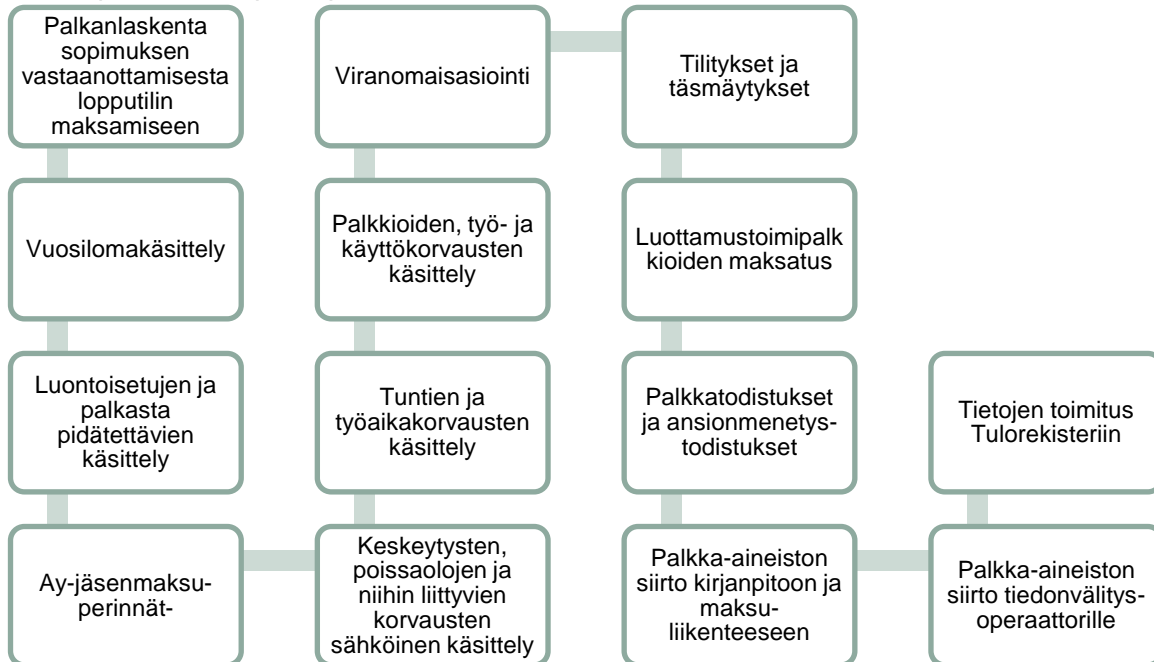 Palkanlaskenta
sopimuksen
vastaanottamisesta
lopputilin
maksamiseen
Vuosilomakäsittely
Luontoisetujen ja
palkasta
pidätettävien
käsittely
Ay-jäsenmaksu-
perinnät-
Keskeytysten,
poissaolojen ja
niihin liittyvien
korvausten
sähköinen käsittely
Tuntien ja
työaikakorvausten
käsittely
Palkkioiden, työ- ja
käyttökorvausten
käsittely
Viranomaisasiointi
Tilitykset ja
täsmäytykset
Luottamustoimipalk
kioiden maksatus
Palkkatodistukset
ja ansionmenetys-
todistukset
Palkka-aineiston
siirto kirjanpitoon ja
maksu-
liikenteeseen
Palkka-aineiston
siirto tiedonvälitys-
operaattorille
Tietojen toimitus
Tulorekisteriin